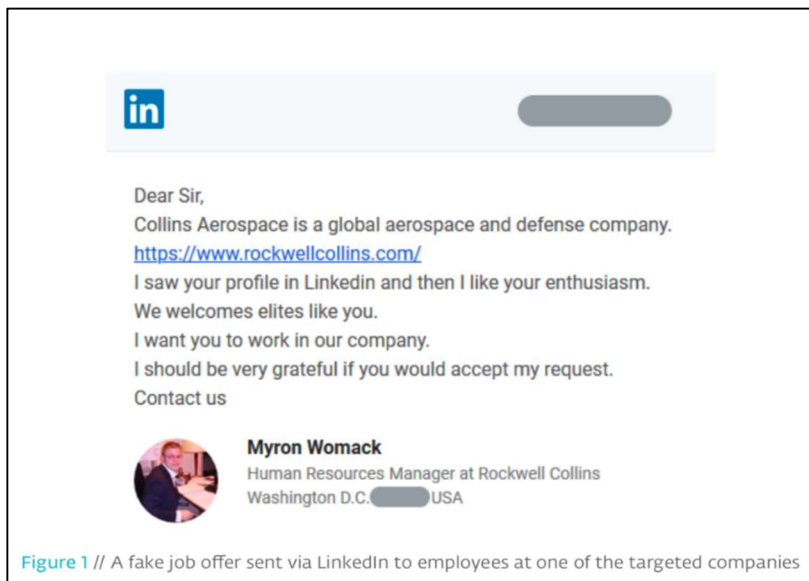 in
Dear Sir,
Collins Aerospace is a global aerospace and defense company.
https://www.rockwellcollins.com/
I saw your profile in Linkedin and then I like your enthusiasm.
We welcomes elites like you.
I want you to work in our company.
I should be very grateful if you would accept my request.
Contact us
Myron Womack
Human Resources Manager at Rockwell Collins
Washington D.C. USA
Figure 1 // A fake job offer sent via LinkedIn to employees at one of the targeted companies